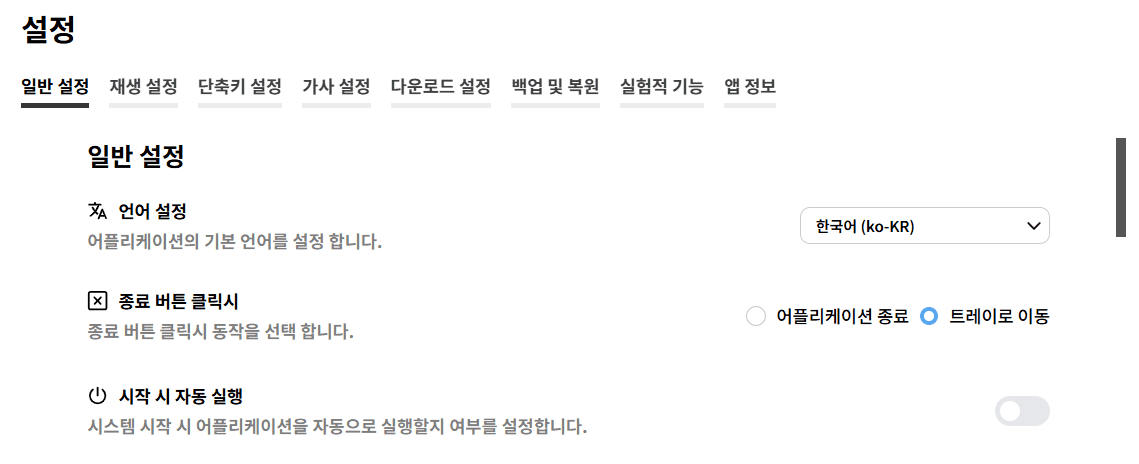 설정
일반 설정 재생 설정 단축키 설정 가사 설정 다운로드 설정 백업 및 복원 실험적 기능 앱 정보
일반 설정
언어 설정
어플리케이션의 기본 언어를 설정 합니다.
한국어 (ko-KR)
종료 버튼 클릭시
종료 버튼 클릭시 동작을 선택 합니다.
어플리케이션 종료 트레이로 이동
시작 시 자동 실행
시스템 시작 시 어플리케이션을 자동으로 실행할지 여부를 설정합니다.